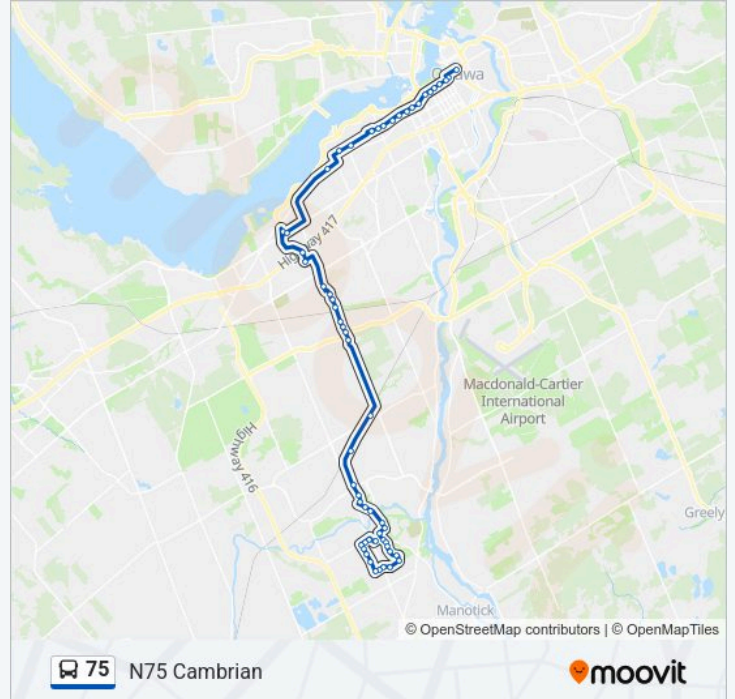 Ottawa
Highway 417
Macdonald-Cartier
International
Airport
Highway 416
Greely
Manotick
© OpenStreetMap contributors | © OpenMapTiles
75 N75 Cambrian
moovit